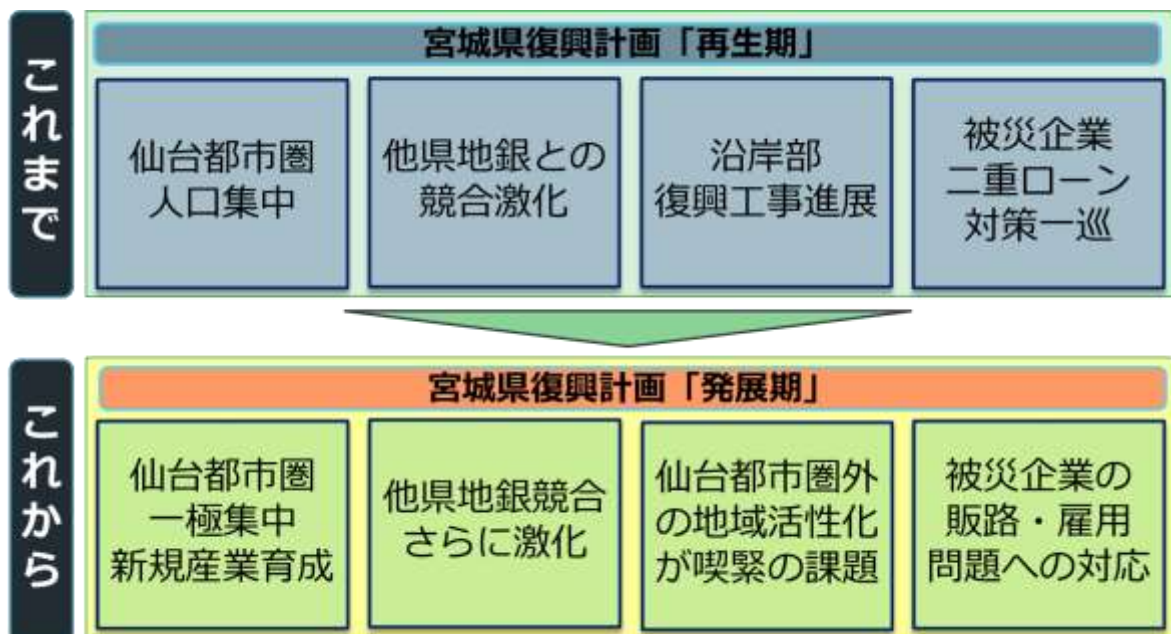 これまで
宮城県復興計画「再生期」
仙台都市圏
人口集中
他県地銀との
競合激化
沿岸部
復興工事進展
被災企業
二重ローン
対策一巡
これから
宮城県復興計画「発展期」
仙台都市圏
一極集中
新規産業育成
他県地銀競合
さらに激化
仙台都市圏外
の地域活性化
が喫緊の課題
被災企業の
販路・雇用
問題への対応